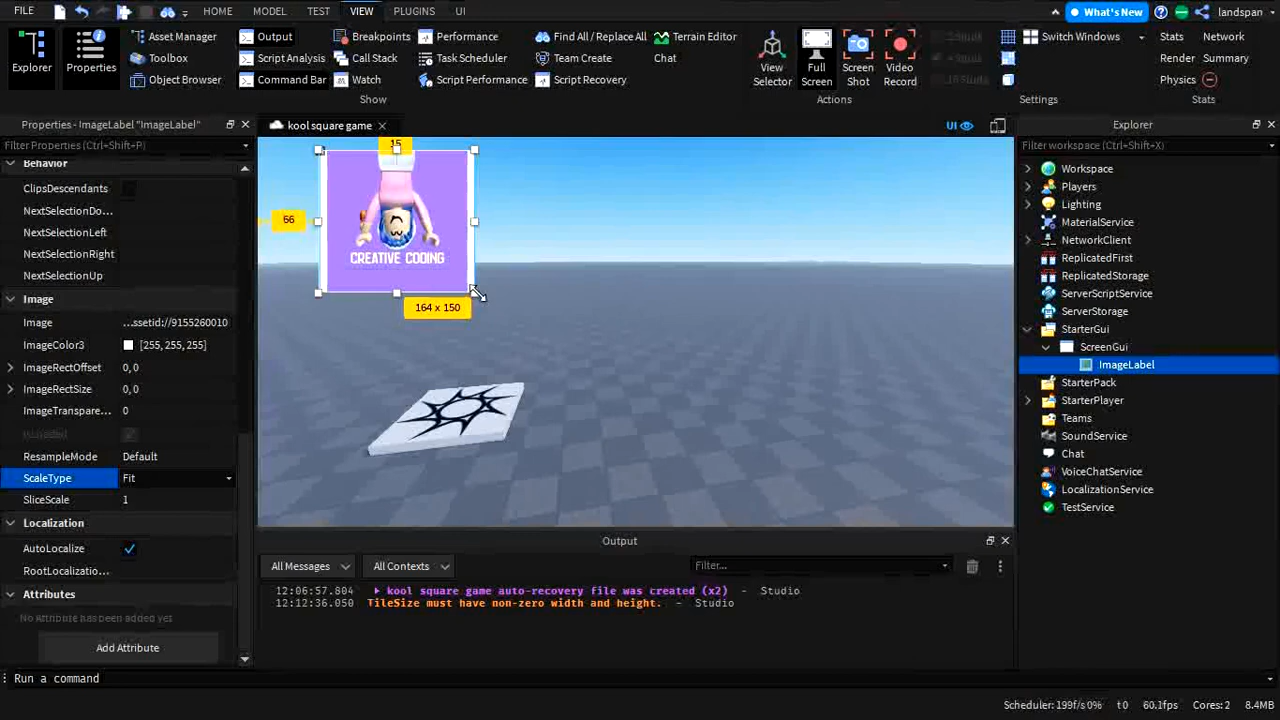 FILE HOME MODEL TEST VIEW PLUGINS UI What's New landspan
Explorer
Properties
Asset Manager
Toolbox
Object Browser
Output
Script Analysis
Command Bar
Breakpoints
Call Stack
Watch
Performance
Task Scheduler
Script Performance
Find All / Replace All
Team Create
Script Recovery
Terrain Editor
Chat
Show
View Selector
Full Screen
Screen Shot
Video Record
Actions
Switch Windows
Settings
Stats
Network
Render
Summary
Physics
Stats
Properties - ImageLabel "ImageLabel"
Filter Properties (Ctrl+Shift+P)
Behavior
ClipsDescendants
NextSelectionDo...
NextSelectionLeft
NextSelectionRight
NextSelectionUp
Image
Image ...ssetid://9155260010
ImageColor3 [255, 255, 255]
ImageRectOffset 0, 0
ImageRectSize 0, 0
ImageTranspare... 0
ResampleMode Default
ScaleType Fit
SliceScale 1
Localization
AutoLocalize
RootLocalizatio...
Attributes
No Attribute has been added yet
Add Attribute
kool square game
UI
15
66
CREATIVE CODING
164 x 150
Output
All Messages All Contexts Filter...
12:06:57.804 kool square game auto-recovery file was created (x2) - Studio
12:12:36.050 TileSize must have non-zero width and height. - Studio
Explorer
Filter workspace (Ctrl+Shift+X)
Workspace
Players
Lighting
MaterialService
NetworkClient
ReplicatedFirst
ReplicatedStorage
ServerScriptService
ServerStorage
StarterGui
ScreenGui
ImageLabel
StarterPack
StarterPlayer
Teams
SoundService
Chat
VoiceChatService
LocalizationService
TestService
Run a command
Scheduler: 199f/s 0% t0 60.1fps Cores: 2 8.4MB